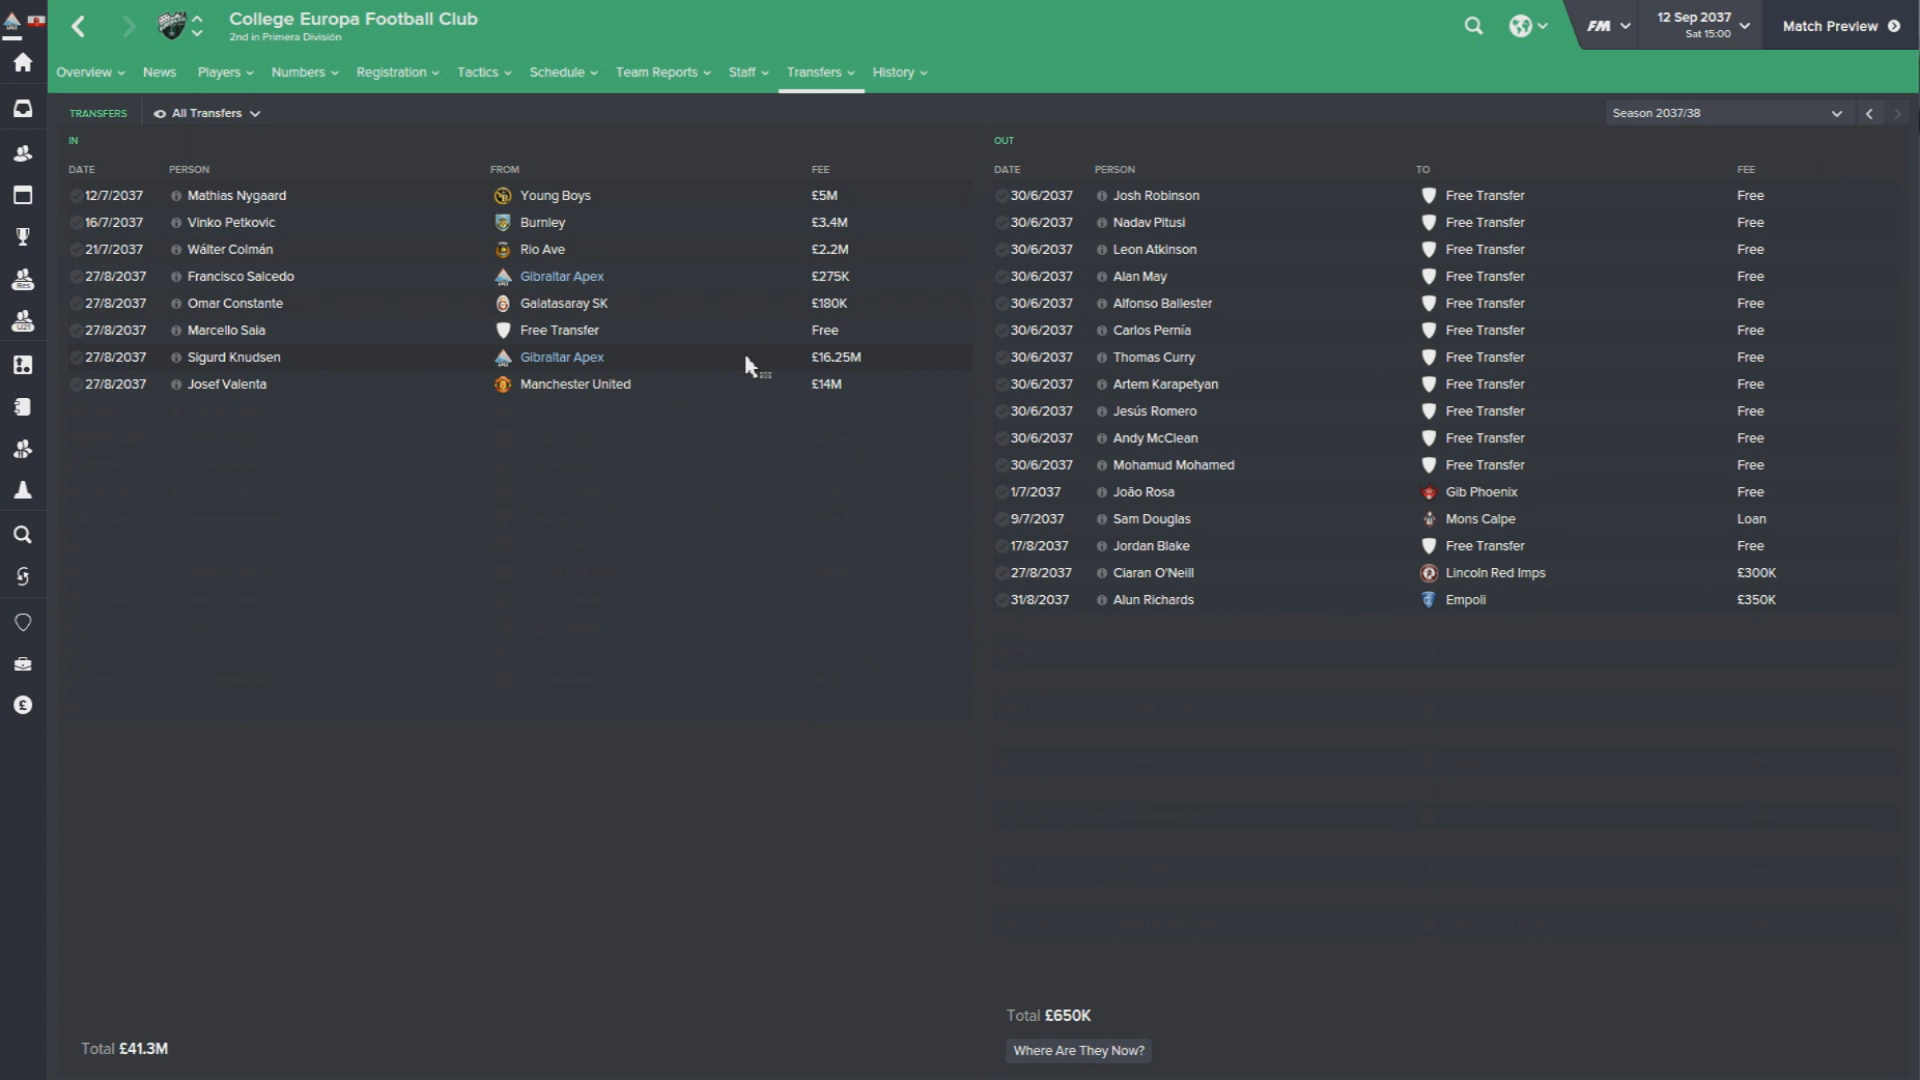 College Europa Football Club
2nd in Primera División
FM
12 Sep 2037
Sat 15:00
Match Preview
Overview News Players Numbers Registration Tactics Schedule Team Reports Staff Transfers History
TRANSFERS All Transfers
Season 2037/38
IN
DATE PERSON FROM FEE
12/7/2037 Mathias Nygaard Young Boys £5M
16/7/2037 Vinko Petkovic Burnley £3.4M
21/7/2037 Wálter Colmán Rio Ave £2.2M
27/8/2037 Francisco Salcedo Gibraltar Apex £275K
27/8/2037 Omar Constante Galatasaray SK £180K
27/8/2037 Marcello Saia Free Transfer Free
27/8/2037 Sigurd Knudsen Gibraltar Apex £16.25M
27/8/2037 Josef Valenta Manchester United £14M
Total £41.3M
OUT
DATE PERSON TO FEE
30/6/2037 Josh Robinson Free Transfer Free
30/6/2037 Nadav Pitusi Free Transfer Free
30/6/2037 Leon Atkinson Free Transfer Free
30/6/2037 Alan May Free Transfer Free
30/6/2037 Alfonso Ballester Free Transfer Free
30/6/2037 Carlos Pernía Free Transfer Free
30/6/2037 Thomas Curry Free Transfer Free
30/6/2037 Artem Karapetyan Free Transfer Free
30/6/2037 Jesús Romero Free Transfer Free
30/6/2037 Andy McClean Free Transfer Free
30/6/2037 Mohamud Mohamed Free Transfer Free
1/7/2037 João Rosa Gib Phoenix Free
9/7/2037 Sam Douglas Mons Calpe Loan
17/8/2037 Jordan Blake Free Transfer Free
27/8/2037 Ciaran O'Neill Lincoln Red Imps £300K
31/8/2037 Alun Richards Empoli £350K
Total £650K
Where Are They Now?
Res
U21